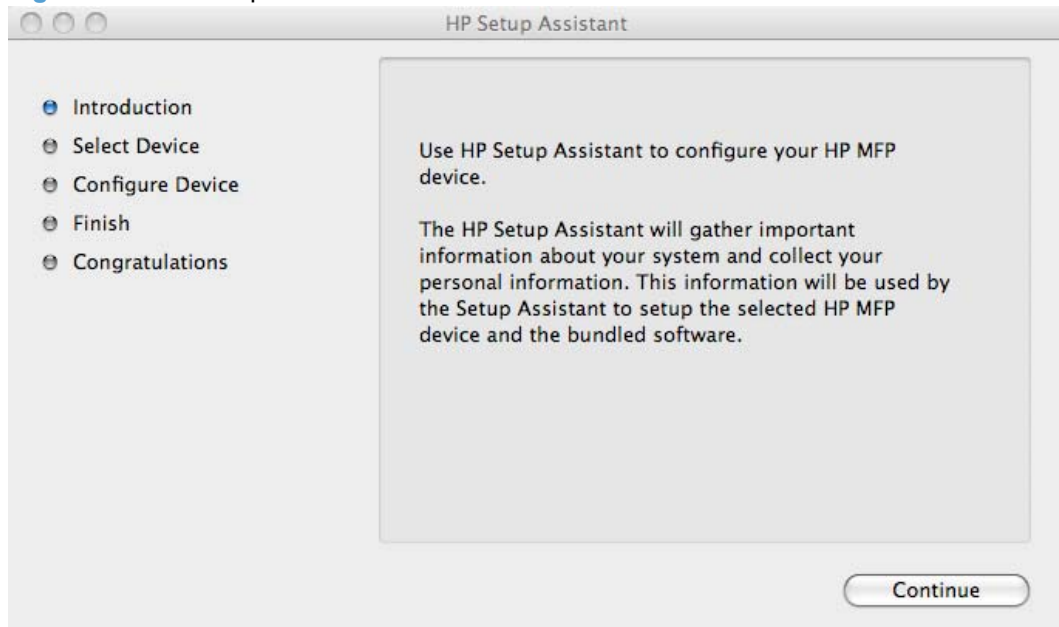 HP Setup Assistant
Introduction
Select Device
Configure Device
Finish
Congratulations
Use HP Setup Assistant to configure your HP MFP
device.
The HP Setup Assistant will gather important
information about your system and collect your
personal information. This information will be used by
the Setup Assistant to setup the selected HP MFP
device and the bundled software.
Continue